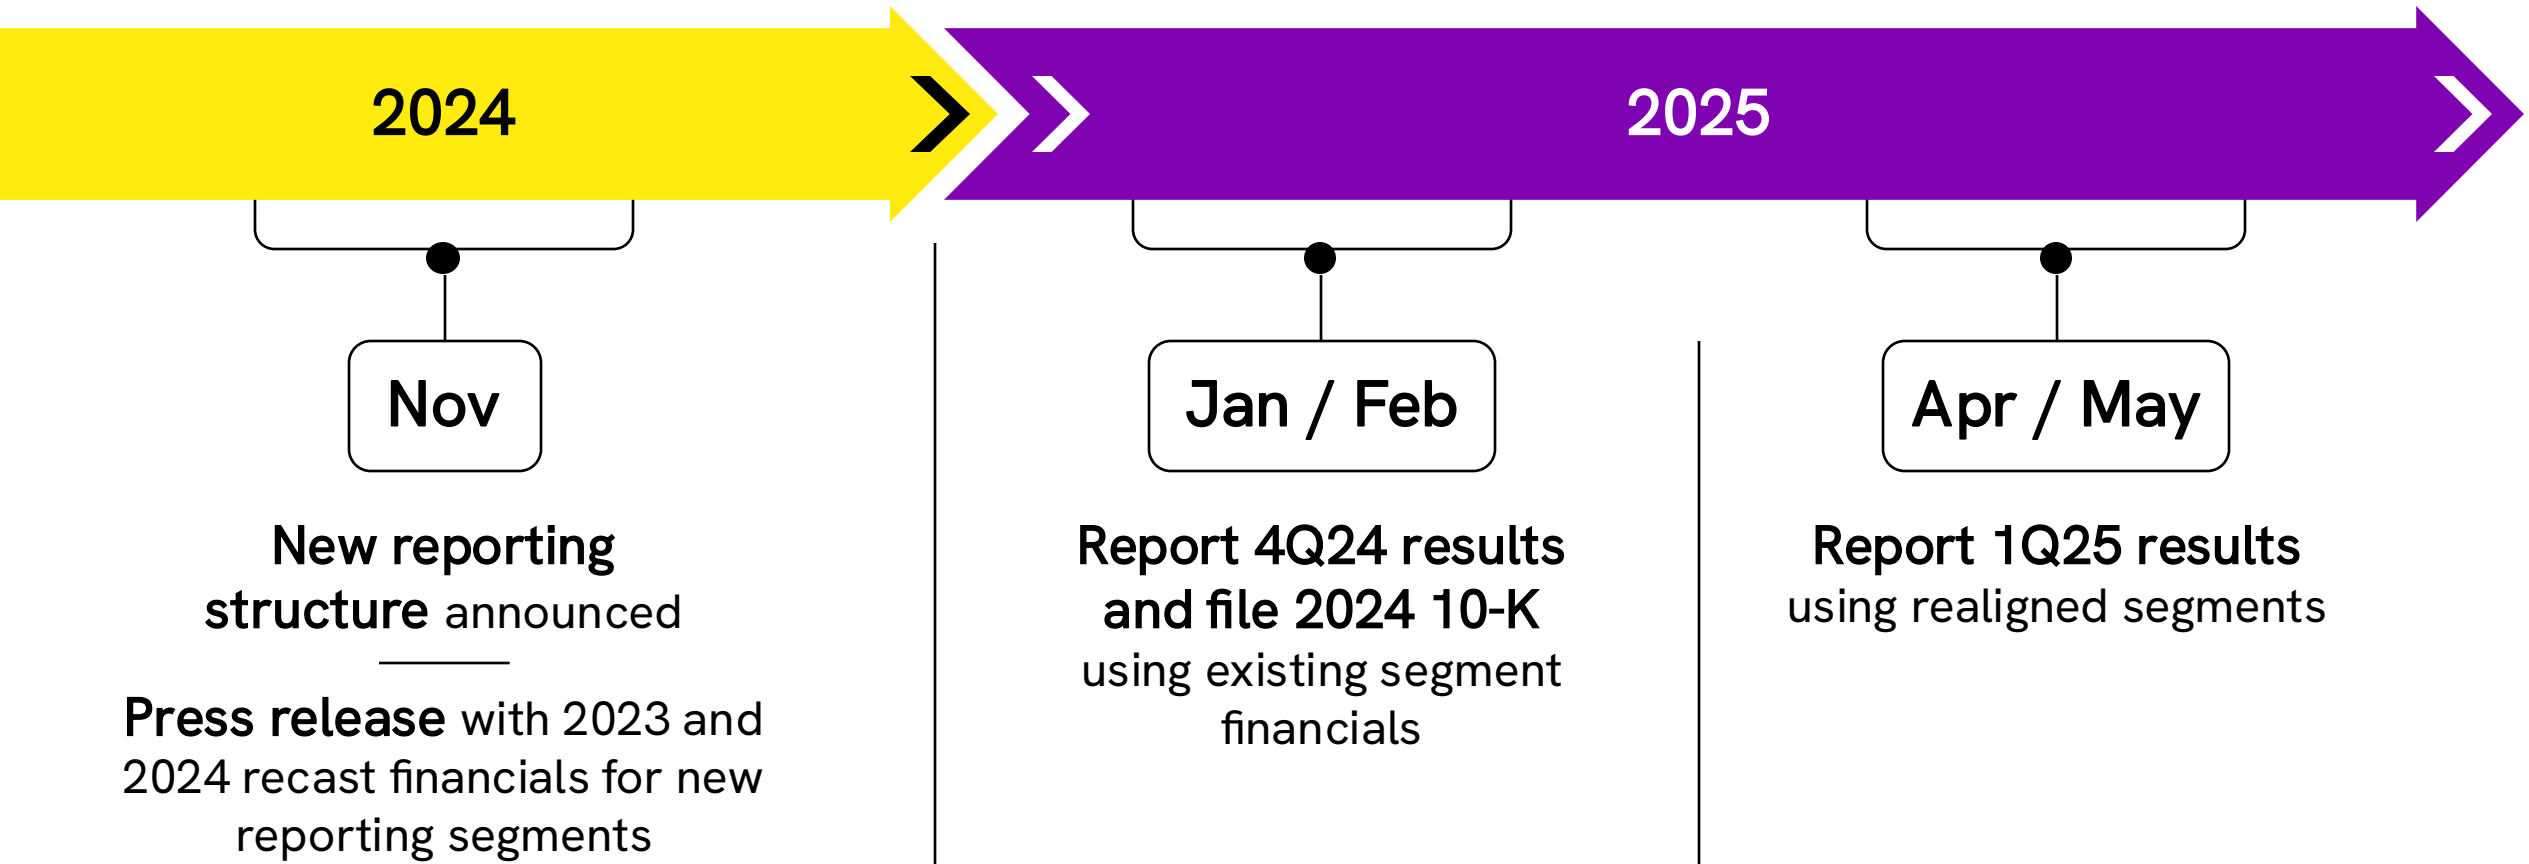 2024
2025
Nov
New reporting
structure announced
Press release with 2023 and
2024 recast financials for new
reporting segments
Jan / Feb
Report 4Q24 results
and file 2024 10-K
using existing segment
financials
Apr / May
Report 1Q25 results
using realigned segments